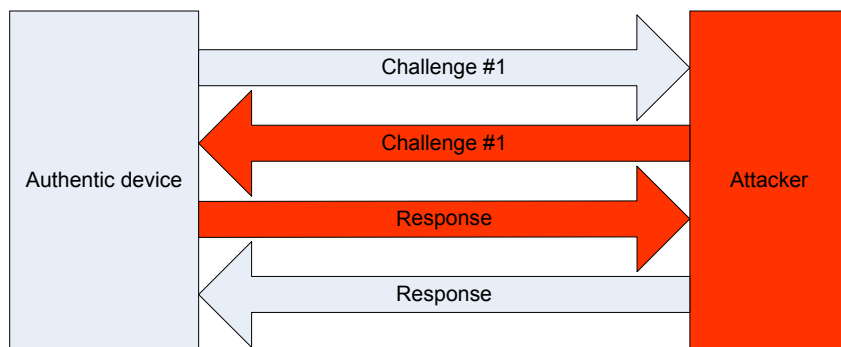 Challenge #1
Challenge #1
Authentic device
Attacker
Response
Response